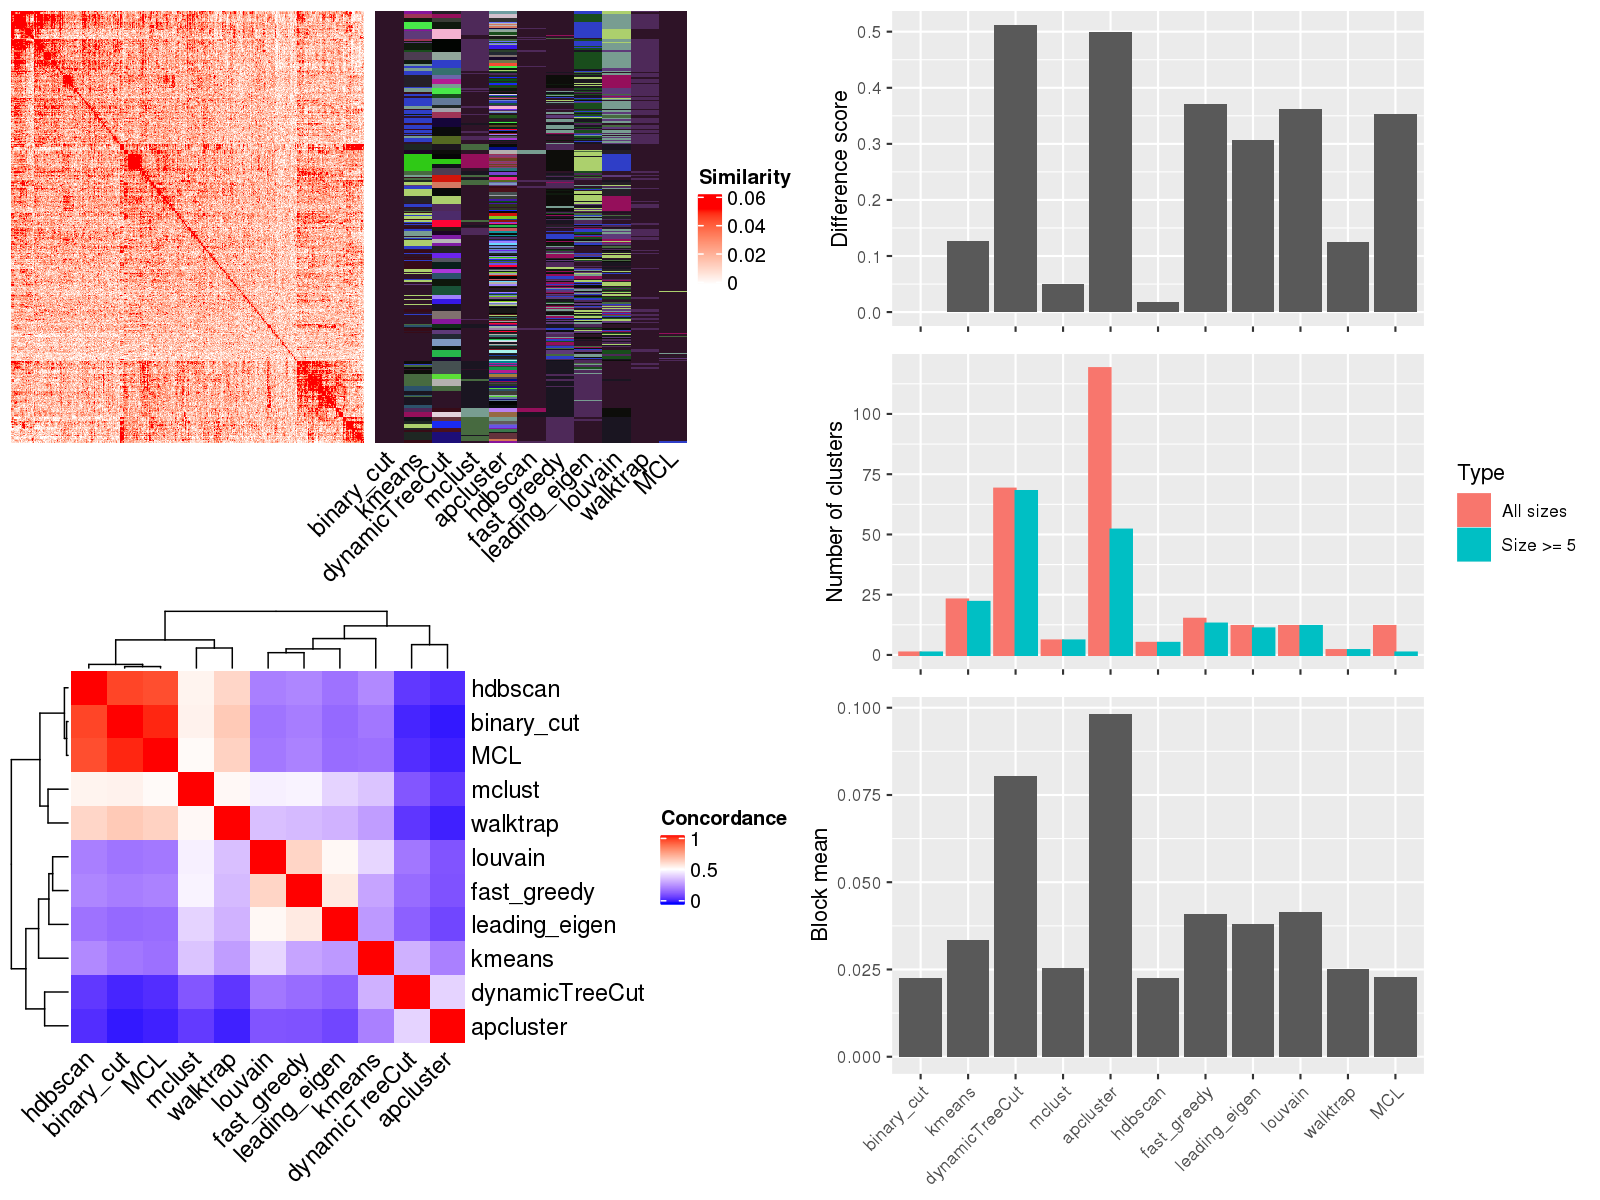 Similarity
0.06
0.04
0.02
0
binary_cut
kmeans
dynamicTreeCut
mclust
apcluster
hdbscan
fast_greedy
leading_eigen
louvain
walktrap
MCL
hdbscan
binary_cut
MCL
mclust
walktrap
louvain
fast_greedy
leading_eigen
kmeans
dynamicTreeCut
apcluster
hdbscan
binary_cut
MCL
mclust
walktrap
louvain
fast_greedy
leading_eigen
kmeans
dynamicTreeCut
apcluster
Concordance
1
0.5
0
Difference score
0.5
0.4
0.3
0.2
0.1
0.0
Number of clusters
100
75
50
25
0
Type
All sizes
Size >= 5
Block mean
0.100
0.075
0.050
0.025
0.000
binary_cut
kmeans
dynamicTreeCut
mclust
apcluster
hdbscan
fast_greedy
leading_eigen
louvain
walktrap
MCL